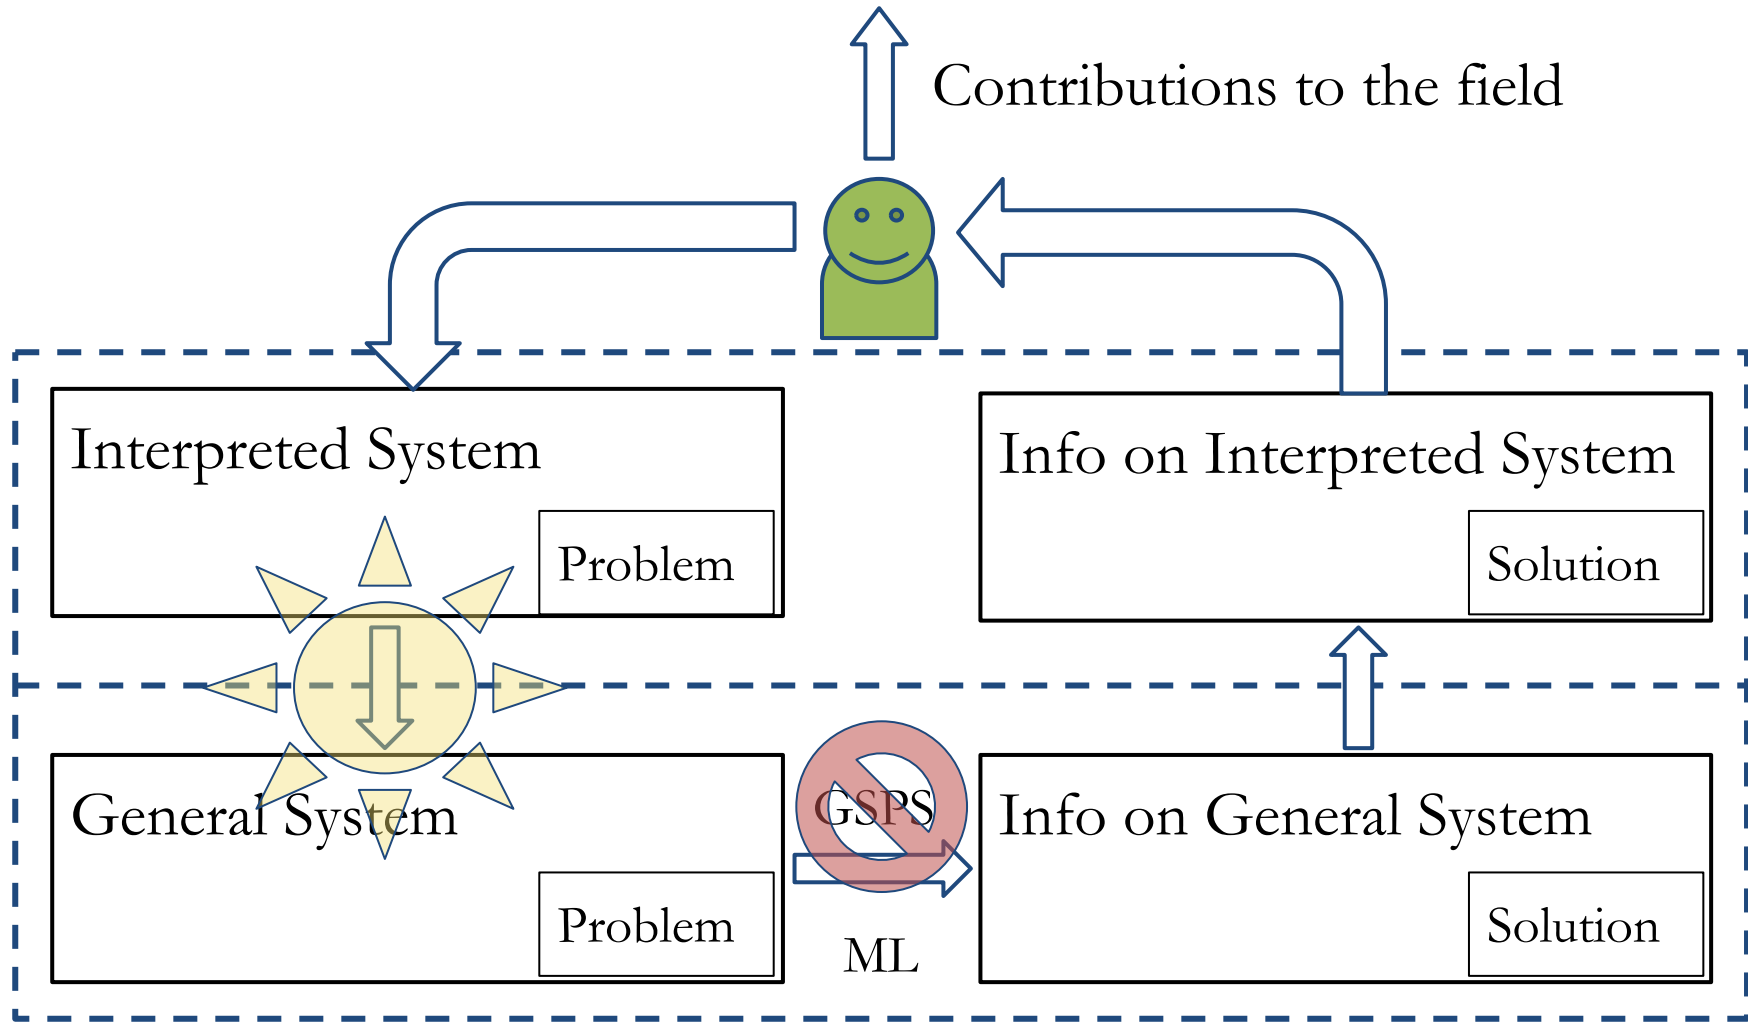 Contributions to the field
Interpreted System
Problem
Info on Interpreted System
Solution
General System
Problem
GSPS
ML
Info on General System
Solution